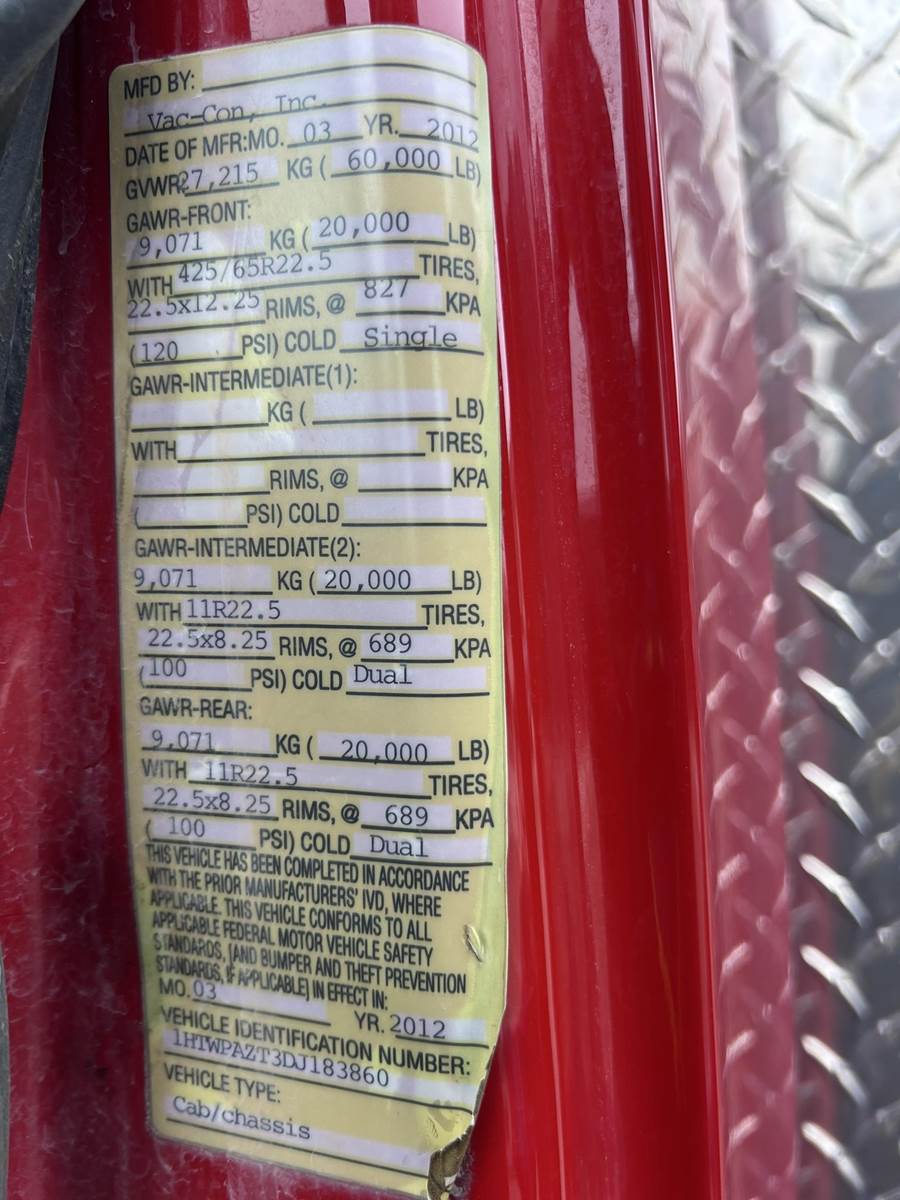 MFD BY:
Vac-Con, Inc.
DATE OF MFR:MO. 03 YR. 2012
GVWR27,215 KG ( 60,000 LB)
GAWR-FRONT:
9,071 KG ( 20,000 LB)
WITH 425/65R22.5 TIRES,
22.5x12.25 RIMS, @ 827 KPA
(120 PSI) COLD Single
GAWR-INTERMEDIATE(1):
KG ( LB)
WITH TIRES,
RIMS, @ KPA
( PSI) COLD
GAWR-INTERMEDIATE(2):
9,071 KG ( 20,000 LB)
WITH 11R22.5 TIRES,
22.5x8.25 RIMS, @ 689 KPA
(100 PSI) COLD Dual
GAWR-REAR:
9,071 KG ( 20,000 LB)
WITH 11R22.5 TIRES,
22.5x8.25 RIMS, @ 689 KPA
( 100 PSI) COLD Dual
THIS VEHICLE HAS BEEN COMPLETED IN ACCORDANCE
WITH THE PRIOR MANUFACTURERS' IVD, WHERE
APPLICABLE. THIS VEHICLE CONFORMS TO ALL
APPLICABLE FEDERAL MOTOR VEHICLE SAFETY
STANDARDS, [AND BUMPER AND THEFT PREVENTION
STANDARDS, IF APPLICABLE] IN EFFECT IN:
MO. 03 YR. 2012
VEHICLE IDENTIFICATION NUMBER:
1HTWPAZT3DJ183860
VEHICLE TYPE:
Cab/chassis